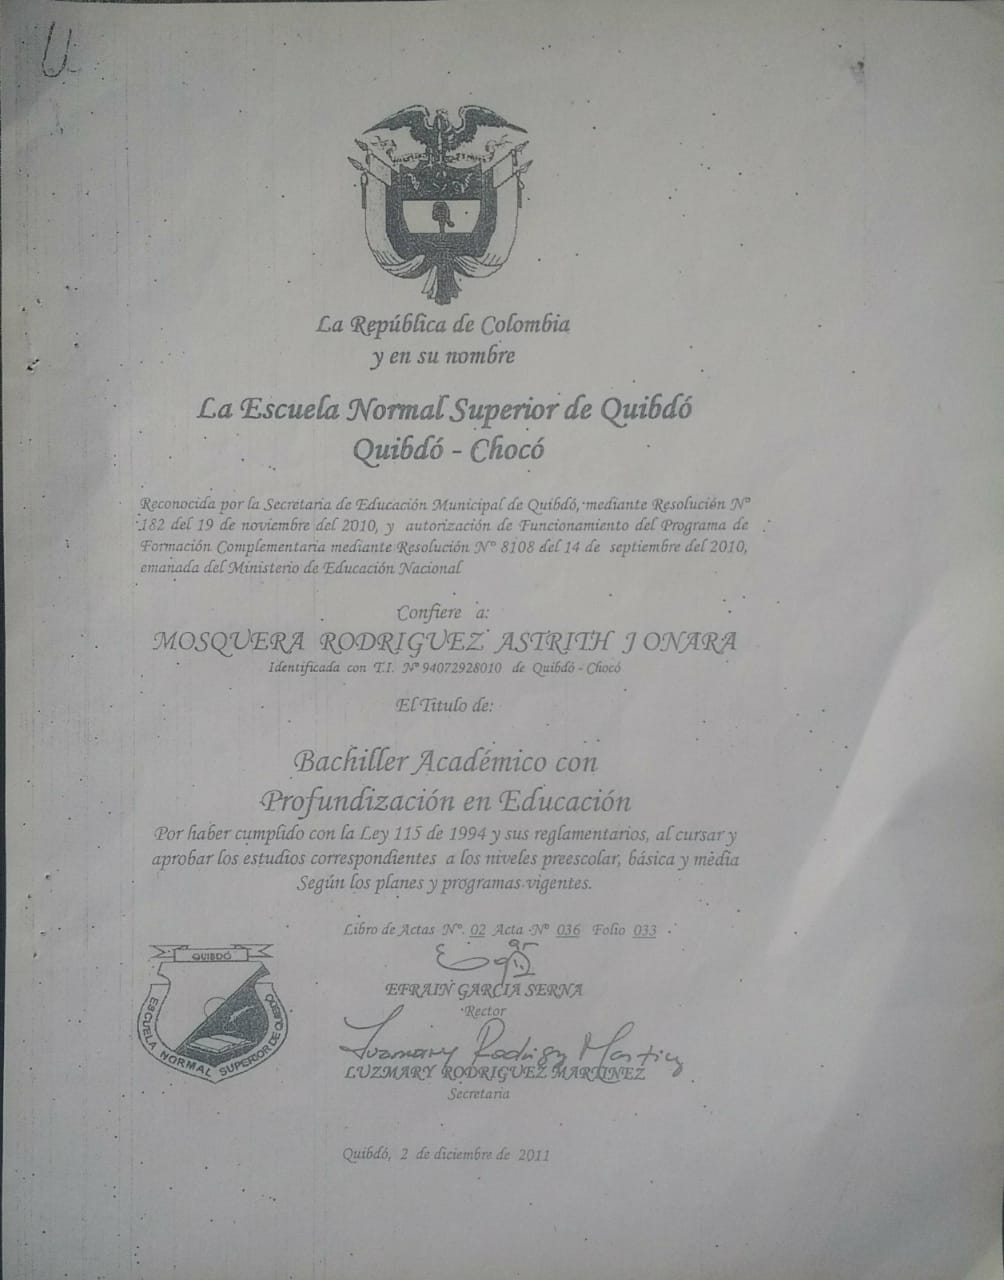 U
La República de Colombia
y en su nombre
La Escuela Normal Superior de Quibdó
Quibdó - Chocó
Reconocida por la Secretaria de Educación Municipal de Quibdó, mediante Resolución Nº
182 del 19 de noviembre del 2010, y autorización de Funcionamiento del Programa de
Formación Complementaria mediante Resolución Nº 8108 del 14 de septiembre del 2010,
emanada del Ministerio de Educación Nacional
Confiere a:
MOSQUERA RODRIGUEZ ASTRITH JONARA
Identificada con T.I. Nº 94072928010 de Quibdó - Chocó
El Titulo de:
Bachiller Académico con
Profundización en Educación
Por haber cumplido con la Ley 115 de 1994 y sus reglamentarios, al cursar y
aprobar los estudios correspondientes a los niveles preescolar, básica y media
Según los planes y programas vigentes.
Libro de Actas Nº. 02 Acta Nº 036 Folio 033
EFRAIN GARCIA SERNA
Rector
Luzmary Rodriguez Martinez
LUZMARY RODRIGUEZ MARTINEZ
Secretaria
QUIBDÓ
ESCUELA NORMAL SUPERIOR DE QUIBDÓ
Quibdó, 2 de diciembre de 2011